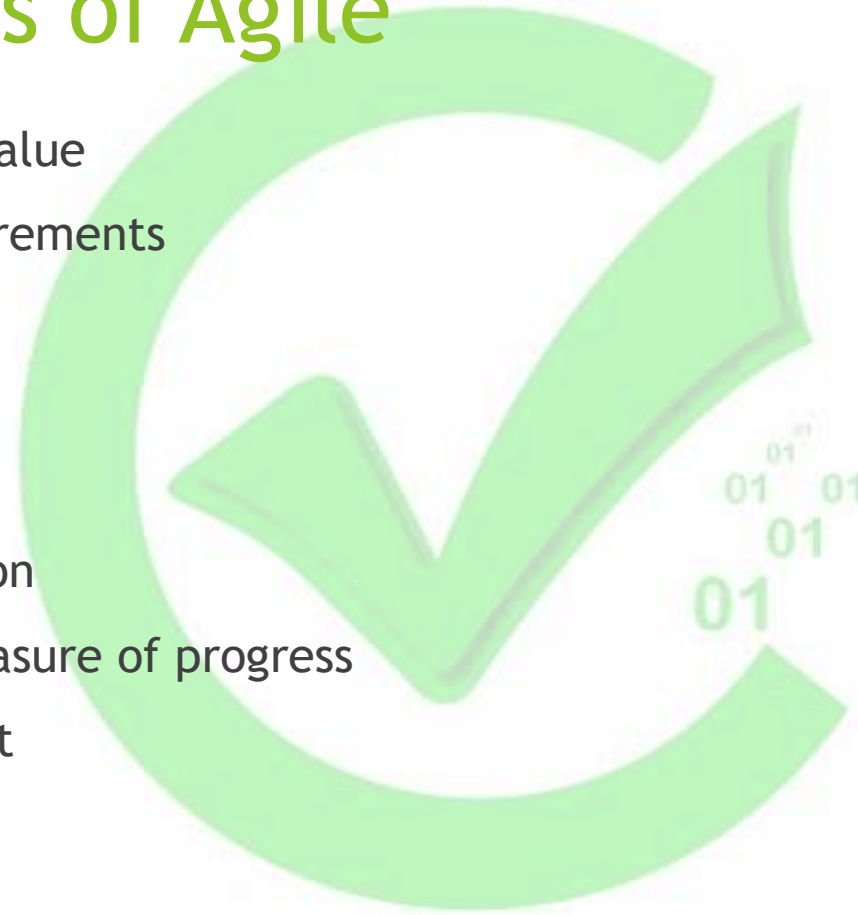 s of Agile
alue
rements
on
asure of progress
t
01
01 01
01
01